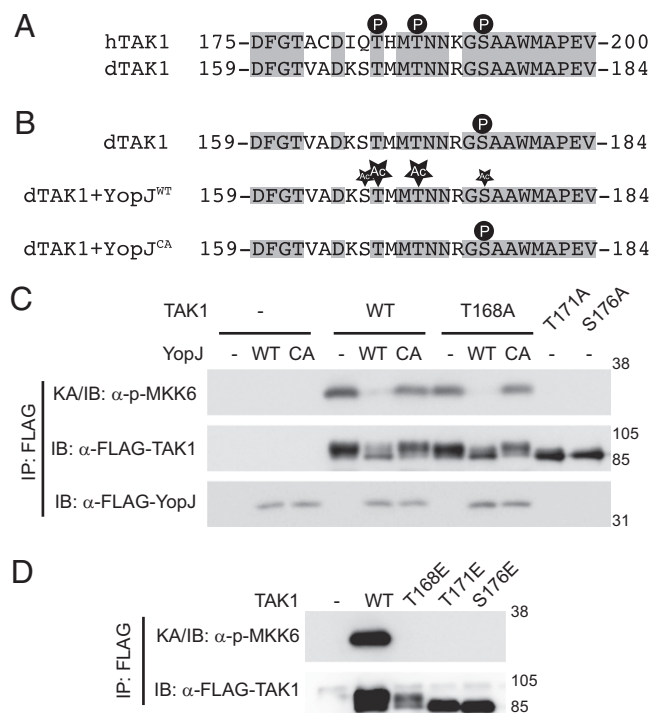 A
P P P
hTAK1 175-DFGTACDIQTHMTNNKGSAAWMAPEV-200
dTAK1 159-DFGTVADKSTMMTNNRGSAAWMAPEV-184
B
P
dTAK1 159-DFGTVADKSTMMTNNRGSAAWMAPEV-184
Ac Ac Ac Ac
dTAK1+YopJWT 159-DFGTVADKSTMMTNNRGSAAWMAPEV-184
P
dTAK1+YopJCA 159-DFGTVADKSTMMTNNRGSAAWMAPEV-184
C
TAK1 - WT T168A T171A S176A
YopJ - WT CA - WT CA - WT CA - -
38
IP: FLAG
KA/IB: α-p-MKK6
105
IB: α-FLAG-TAK1
85
IB: α-FLAG-YopJ
31
D
TAK1 - WT T168E T171E S176E
38
IP: FLAG
KA/IB: α-p-MKK6
105
IB: α-FLAG-TAK1
85